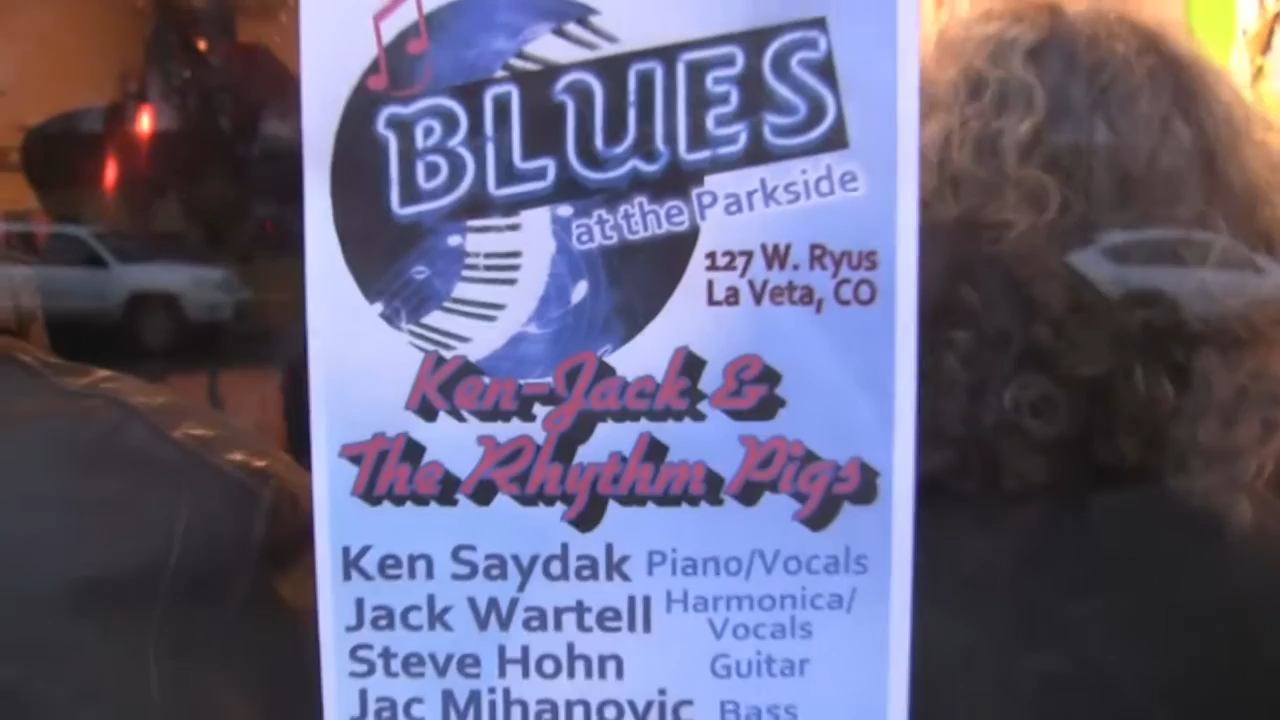 BLUES
at the Parkside
127 W. Ryus
La Veta, CO
Ken-Jack &
The Rhythm Pigs
Ken Saydak Piano/Vocals
Jack Wartell Harmonica/
Vocals
Steve Hohn Guitar
Jac Mihanovic Bass